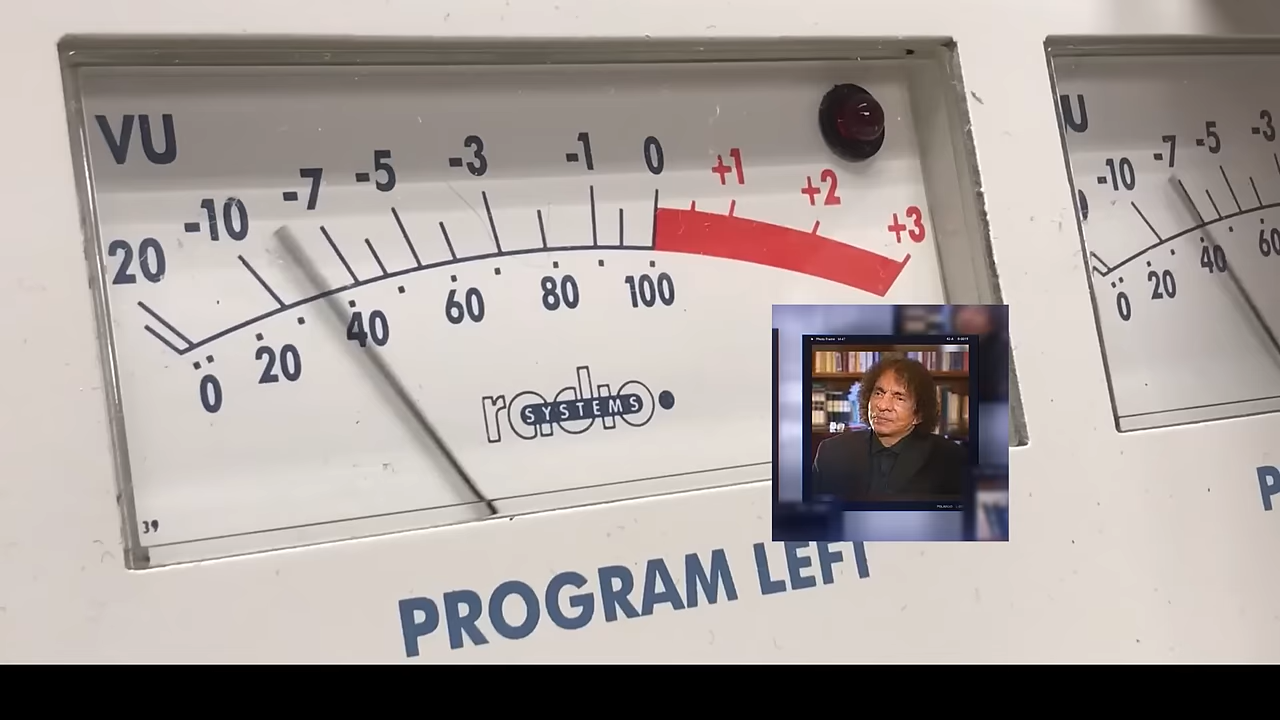 VU
20 -10 -7 -5 -3 -1 0 +1 +2 +3
0 20 40 60 80 100
radio
SYSTEMS
39
PROGRAM LEFT
U
-10 -7 -5 -3
0 20 40 60
P